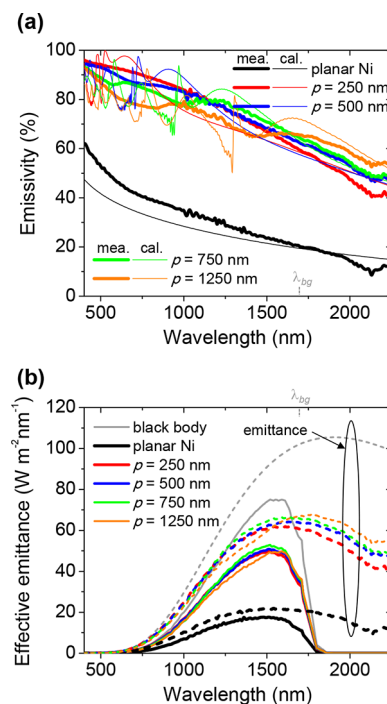 (a)
mea. cal.
planar Ni
p = 250 nm
p = 500 nm
mea. cal.
p = 750 nm
p = 1250 nm
λ-bg
100
80
60
40
20
0
Emissivity (%)
500 1000 1500 2000
Wavelength (nm)
(b)
λ-bg
emittance
black body
planar Ni
p = 250 nm
p = 500 nm
p = 750 nm
p = 1250 nm
120
100
80
60
40
20
0
Effective emittance (W m-2nm-1)
500 1000 1500 2000
Wavelength (nm)